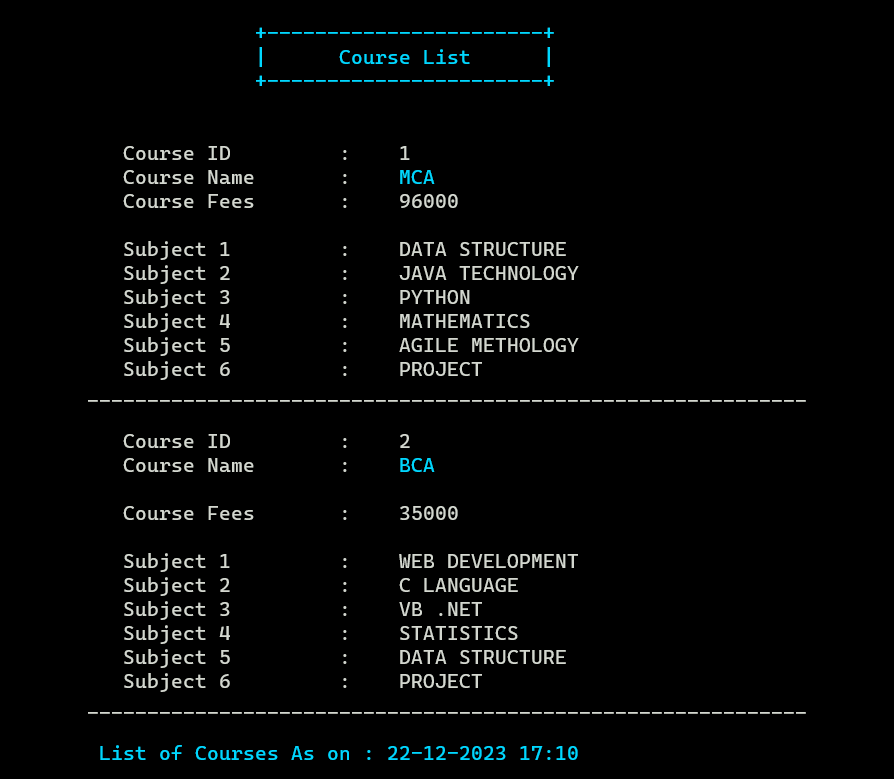 +-----------------------+
|      Course List      |
+-----------------------+
Course ID : 1
Course Name : MCA
Course Fees : 96000
Subject 1 : DATA STRUCTURE
Subject 2 : JAVA TECHNOLOGY
Subject 3 : PYTHON
Subject 4 : MATHEMATICS
Subject 5 : AGILE METHOLOGY
Subject 6 : PROJECT
------------------------------------------------------------
Course ID : 2
Course Name : BCA
Course Fees : 35000
Subject 1 : WEB DEVELOPMENT
Subject 2 : C LANGUAGE
Subject 3 : VB .NET
Subject 4 : STATISTICS
Subject 5 : DATA STRUCTURE
Subject 6 : PROJECT
------------------------------------------------------------
List of Courses As on : 22-12-2023 17:10